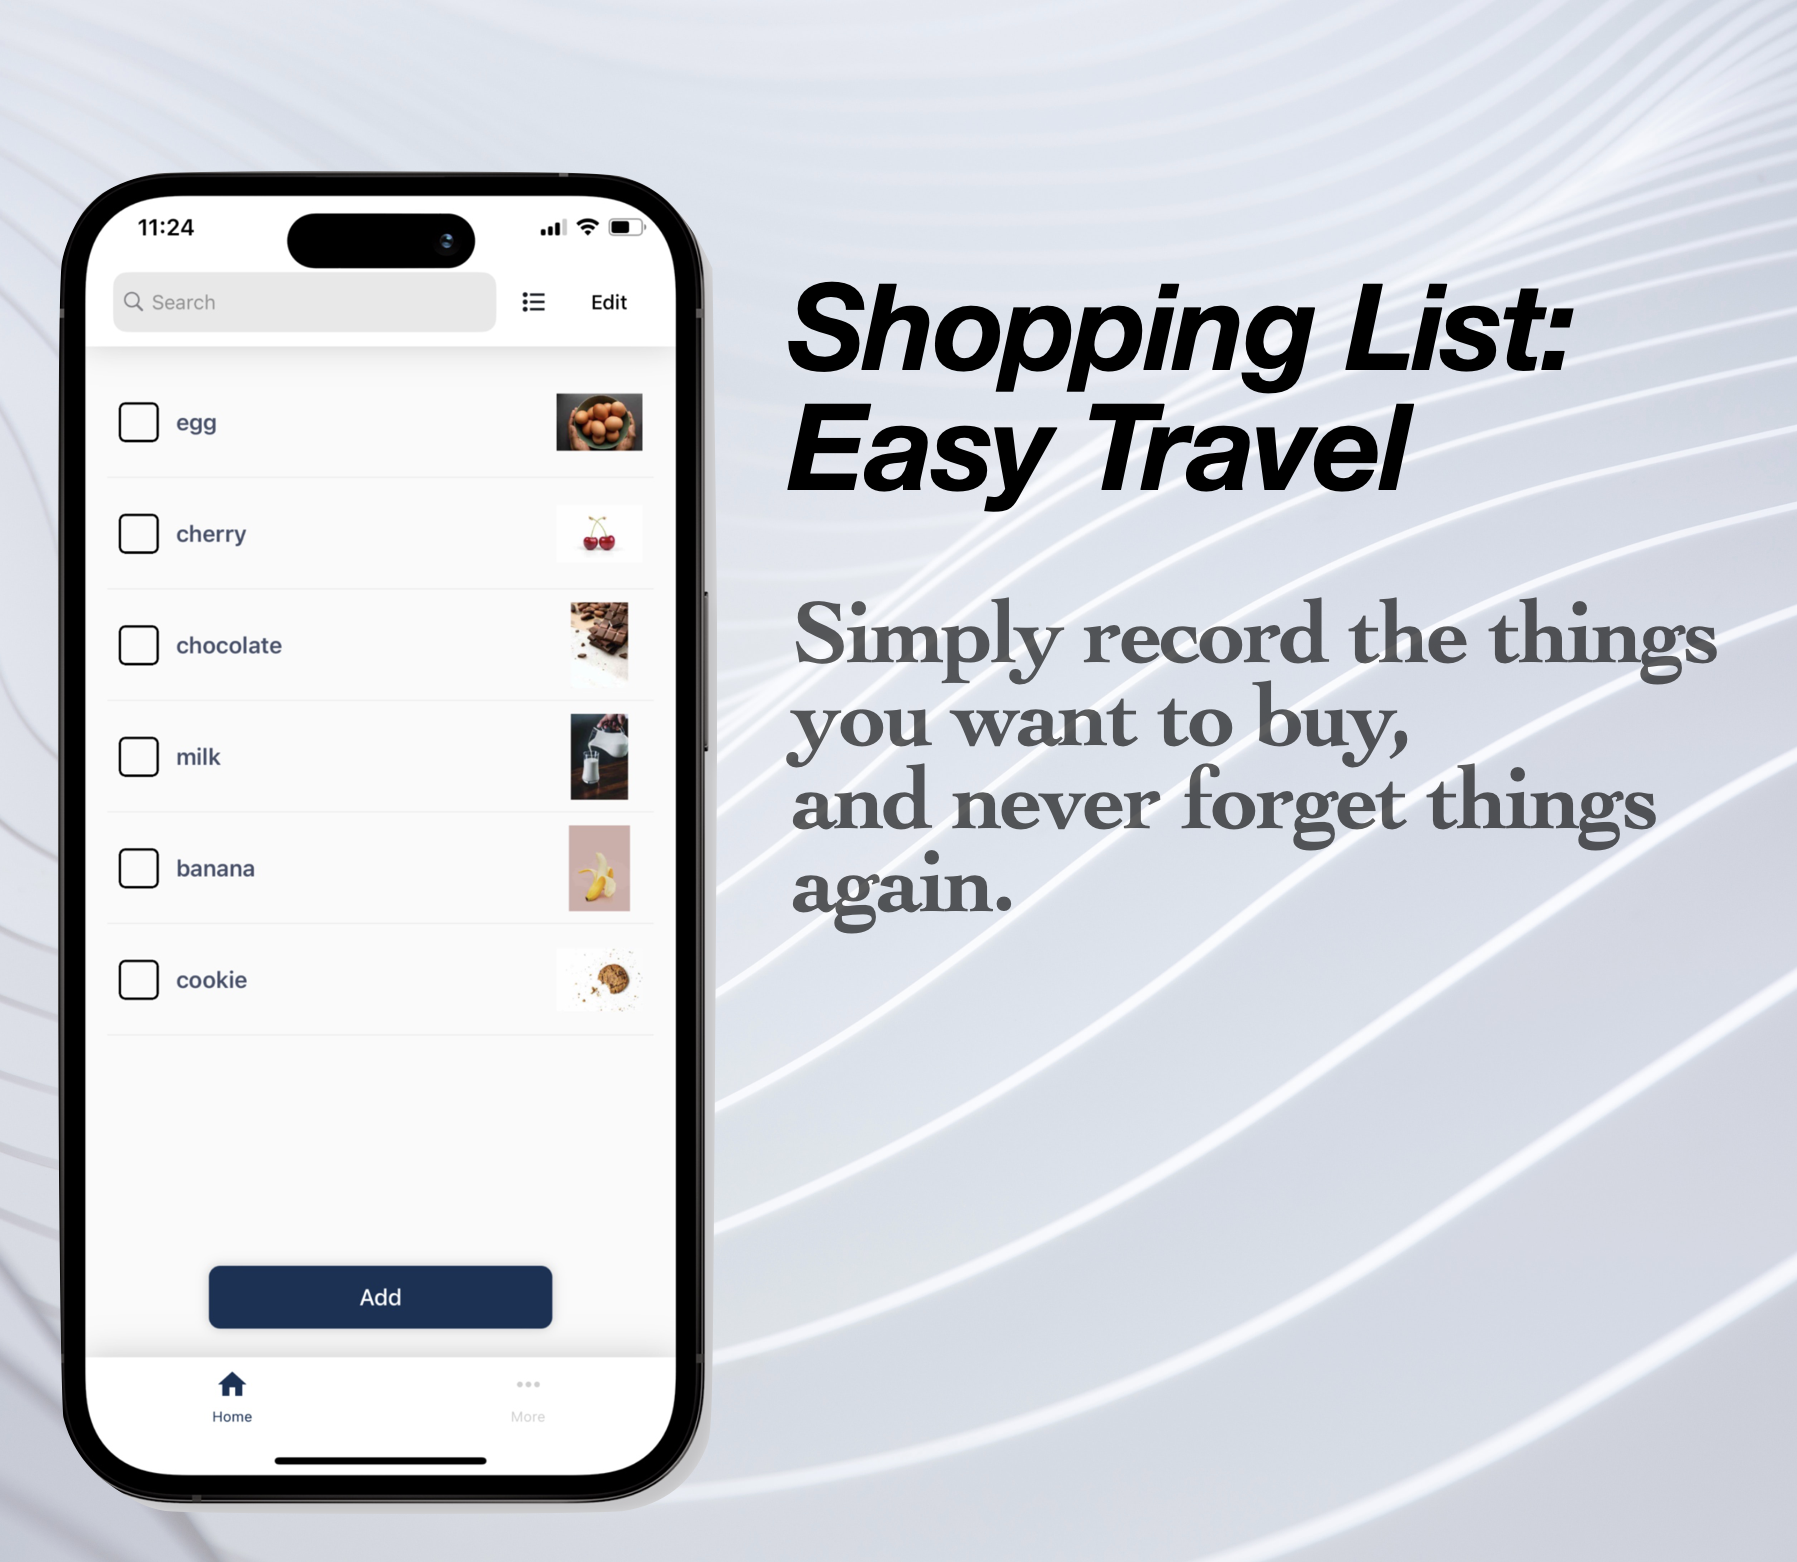 11:24
Search
Edit
egg
cherry
chocolate
milk
banana
cookie
Add
Home
More
Shopping List:
Easy Travel
Simply record the things
you want to buy,
and never forget things
again.